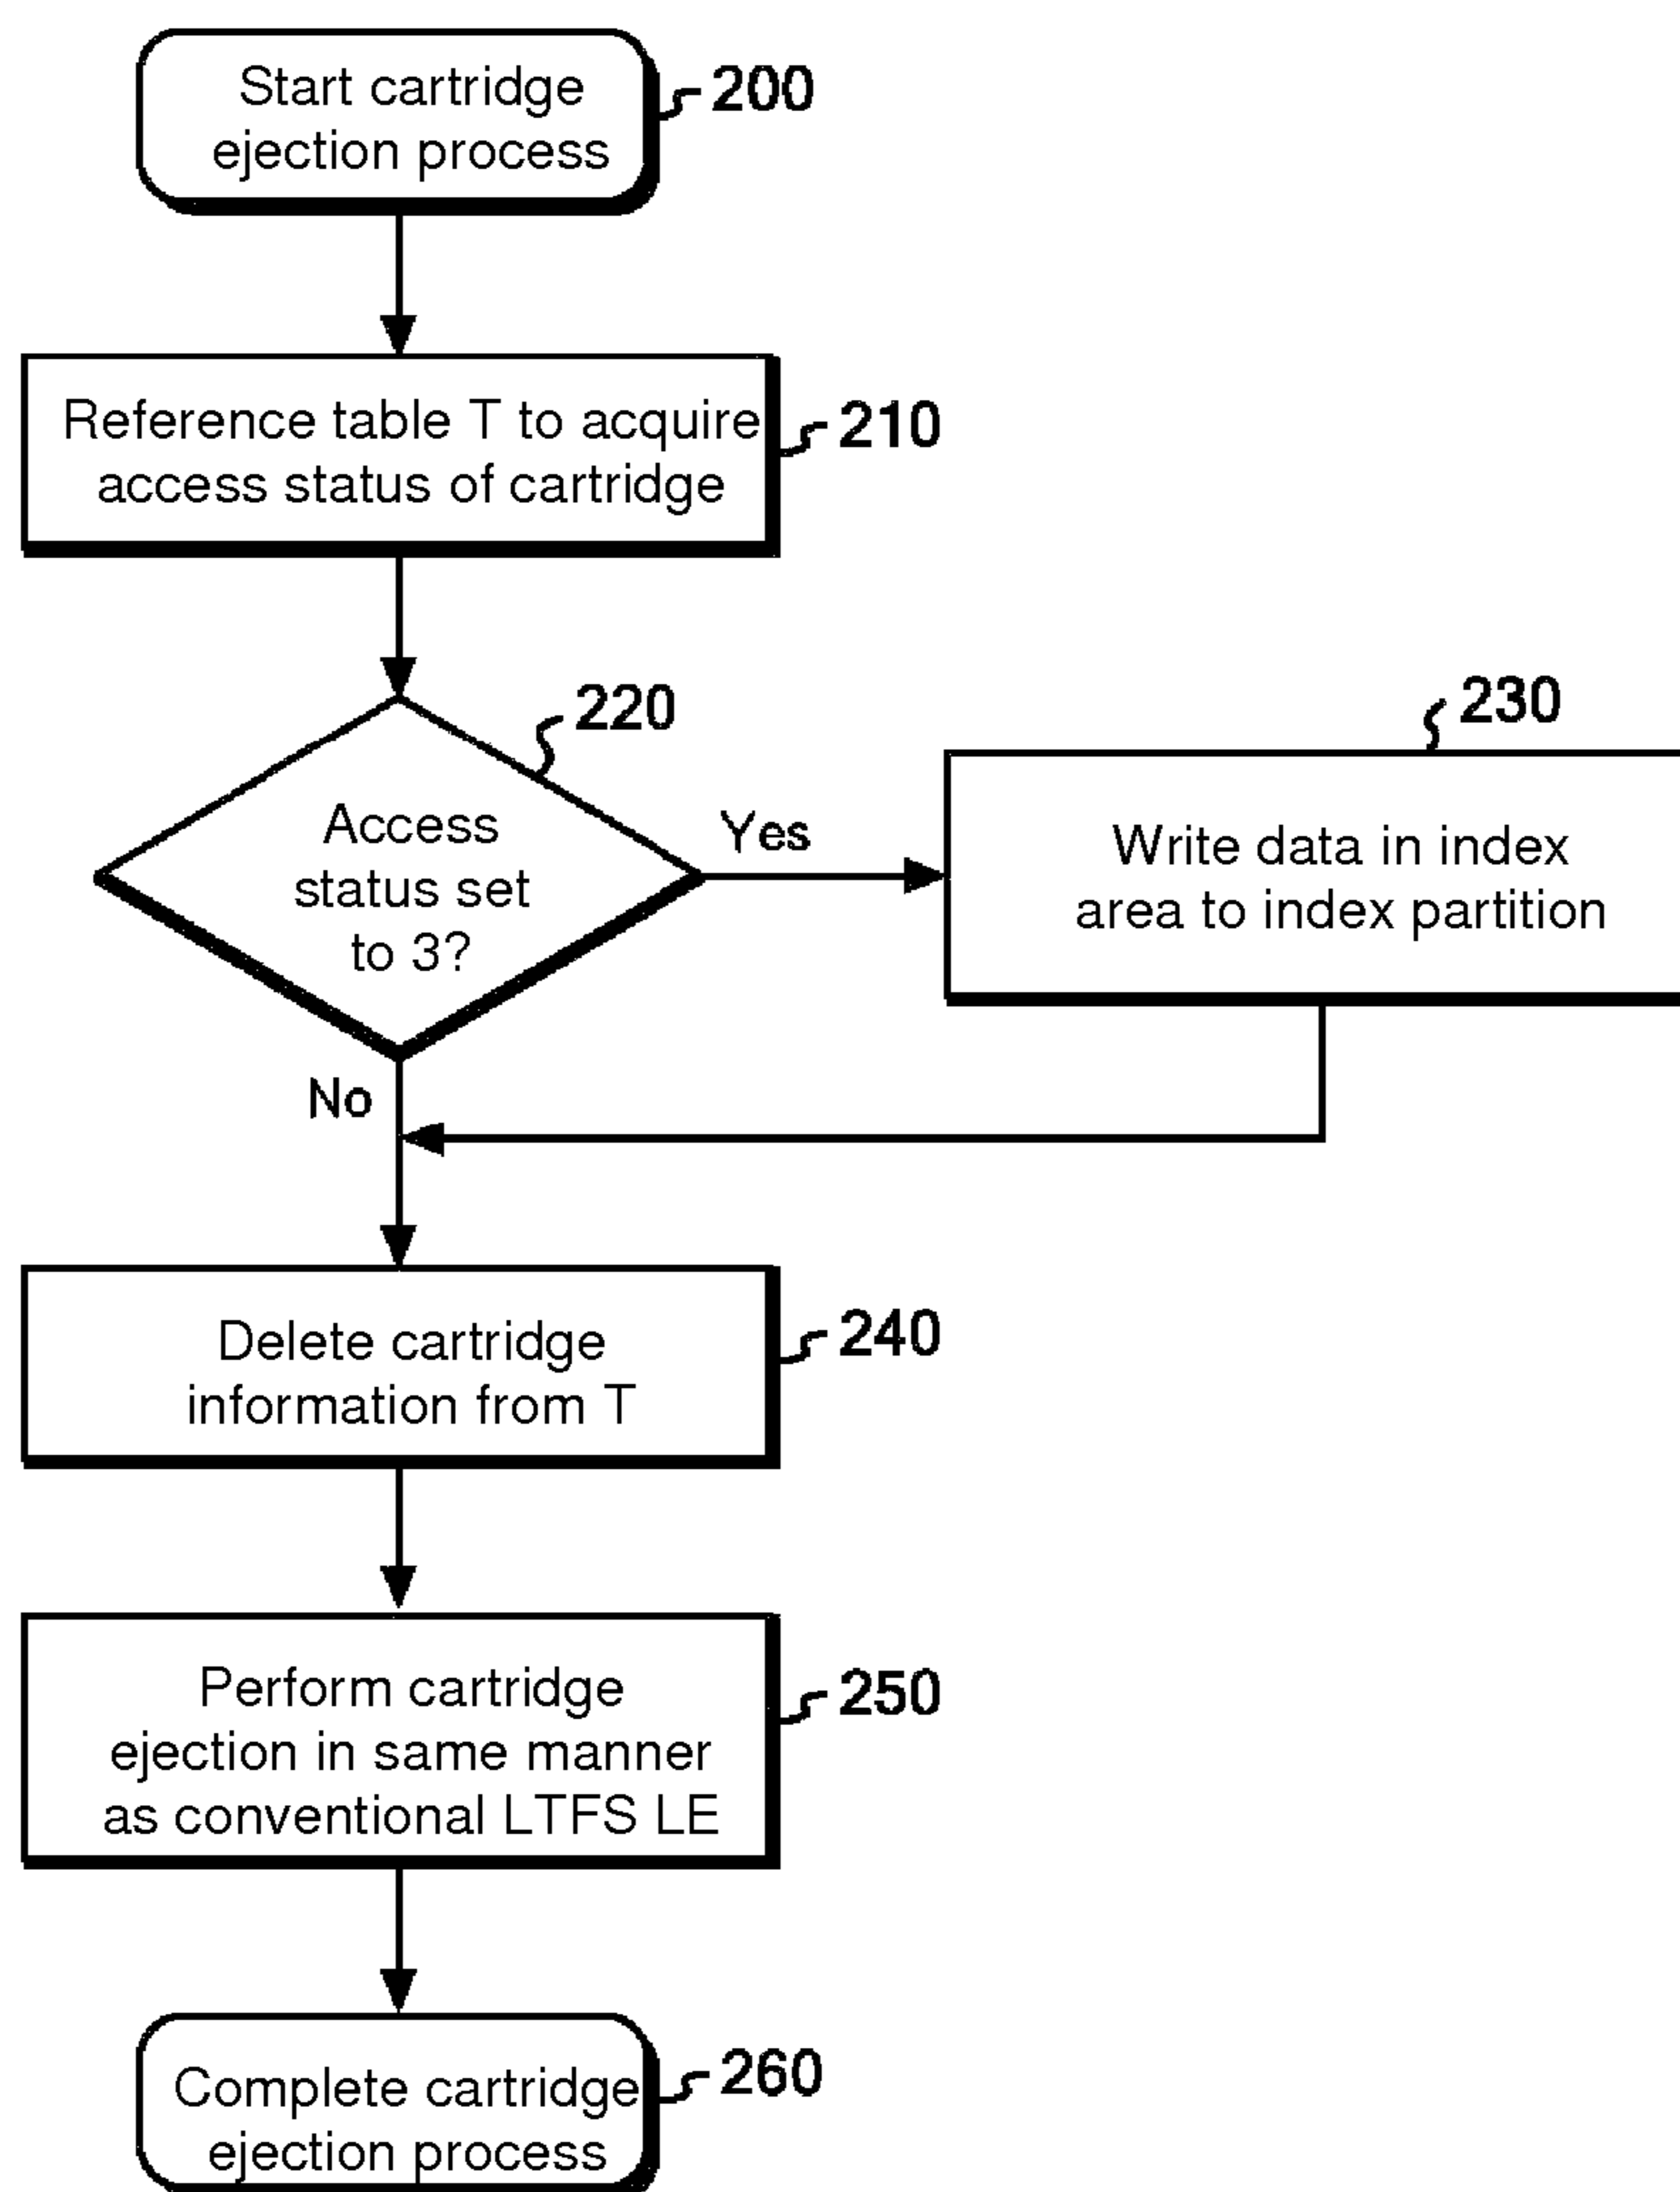 Start cartridge
ejection process
200
Reference table T to acquire
access status of cartridge
210
220
Access
status set
to 3?
Yes
230
Write data in index
area to index partition
No
Delete cartridge
information from T
240
Perform cartridge
ejection in same manner
as conventional LTFS LE
250
Complete cartridge
ejection process
260